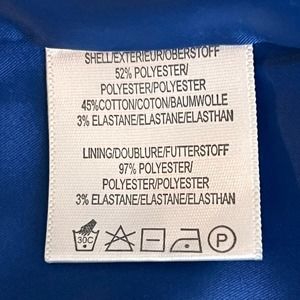 SHELL/EXTERIEUR/OBERSTOFF
52% POLYESTER/
POLYESTER/POLYESTER
45%COTTON/COTON/BAUMWOLLE
3% ELASTANE/ELASTANE/ELASTHAN
LINING/DOUBLURE/FUTTERSTOFF
97% POLYESTER/
POLYESTER/POLYESTER
3% ELASTANE/ELASTANE/ELASTHAN
30C P